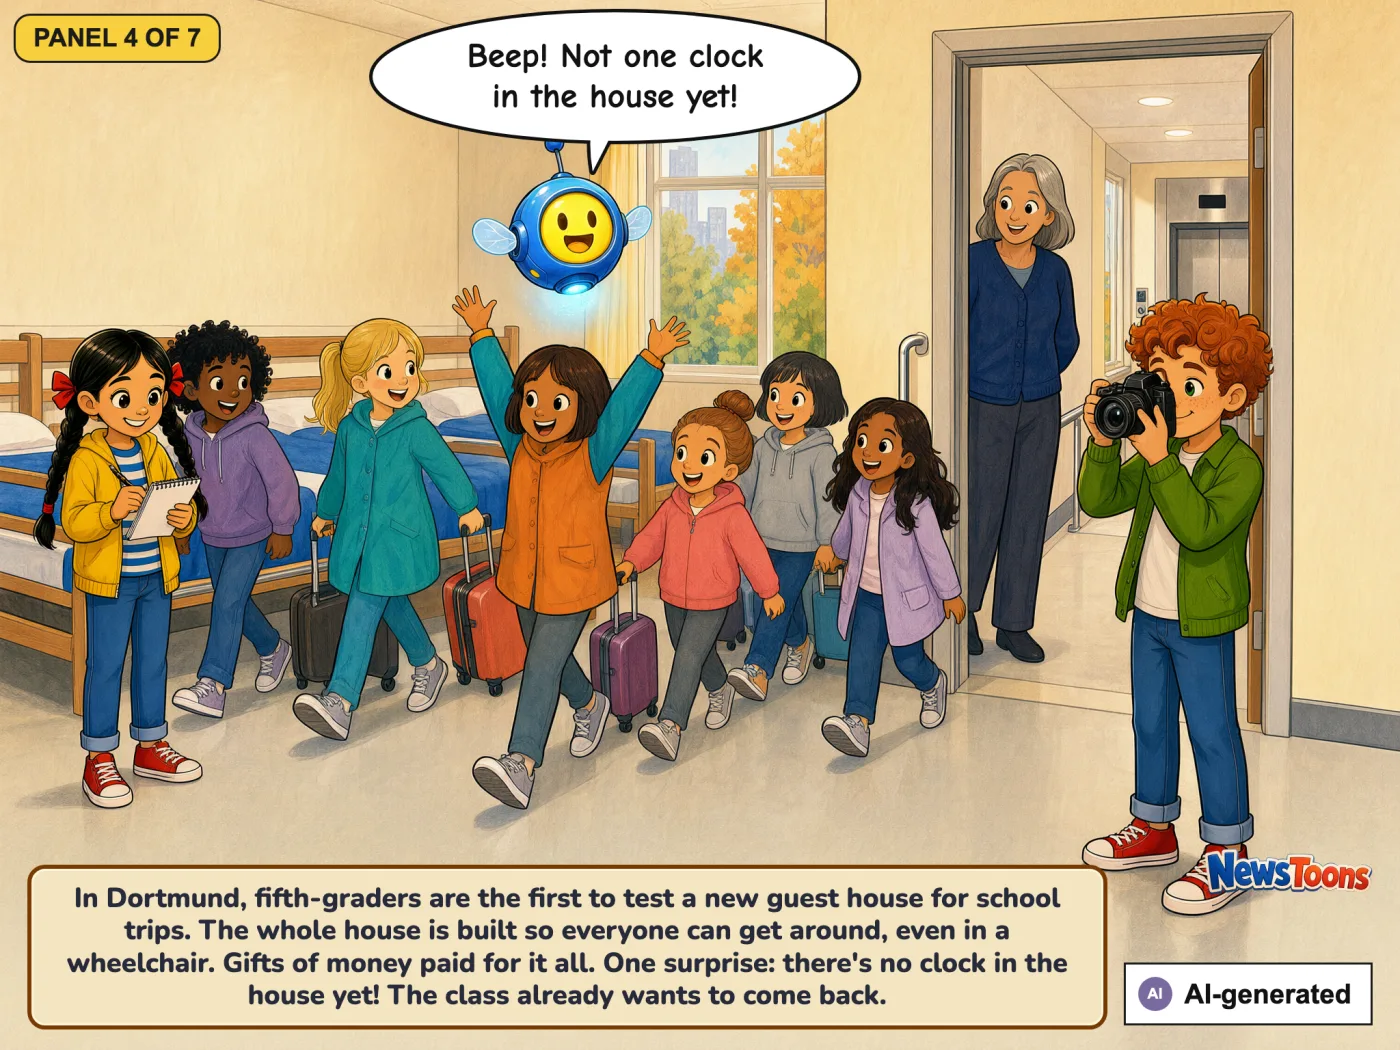 PANEL 4 OF 7
Beep! Not one clock
in the house yet!
In Dortmund, fifth-graders are the first to test a new guest house for school
trips. The whole house is built so everyone can get around, even in a
wheelchair. Gifts of money paid for it all. One surprise: there's no clock in the
house yet! The class already wants to come back.
NewsToons
AI AI-generated